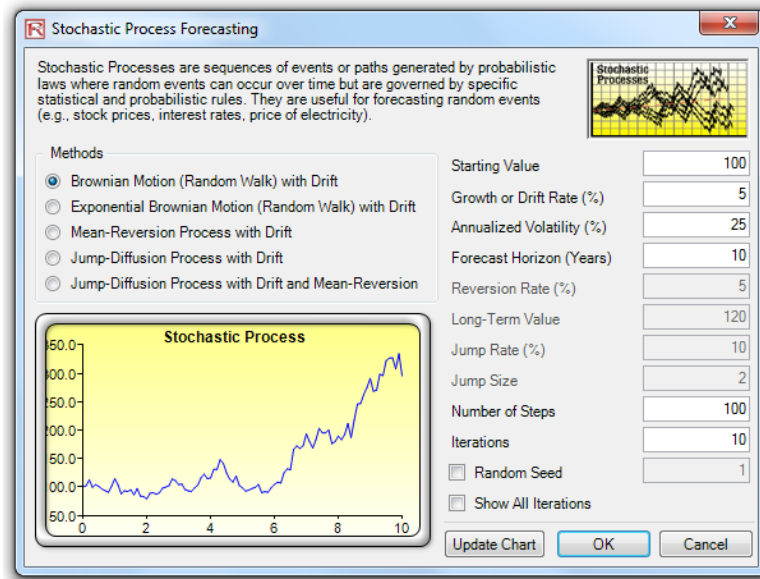 Stochastic Process Forecasting
Stochastic Processes are sequences of events or paths generated by probabilistic
laws where random events can occur over time but are governed by specific
statistical and probabilistic rules. They are useful for forecasting random events
(e.g., stock prices, interest rates, price of electricity).
Stochastic
Processes
Methods
Brownian Motion (Random Walk) with Drift
Exponential Brownian Motion (Random Walk) with Drift
Mean-Reversion Process with Drift
Jump-Diffusion Process with Drift
Jump-Diffusion Process with Drift and Mean-Reversion
Starting Value 100
Growth or Drift Rate (%) 5
Annualized Volatility (%) 25
Forecast Horizon (Years) 10
Reversion Rate (%) 5
Long-Term Value 120
Jump Rate (%) 10
Jump Size 2
Number of Steps 100
Iterations 10
Random Seed 1
Show All Iterations
Stochastic Process
50.0
0 2 4 6 8 10
Update Chart OK Cancel